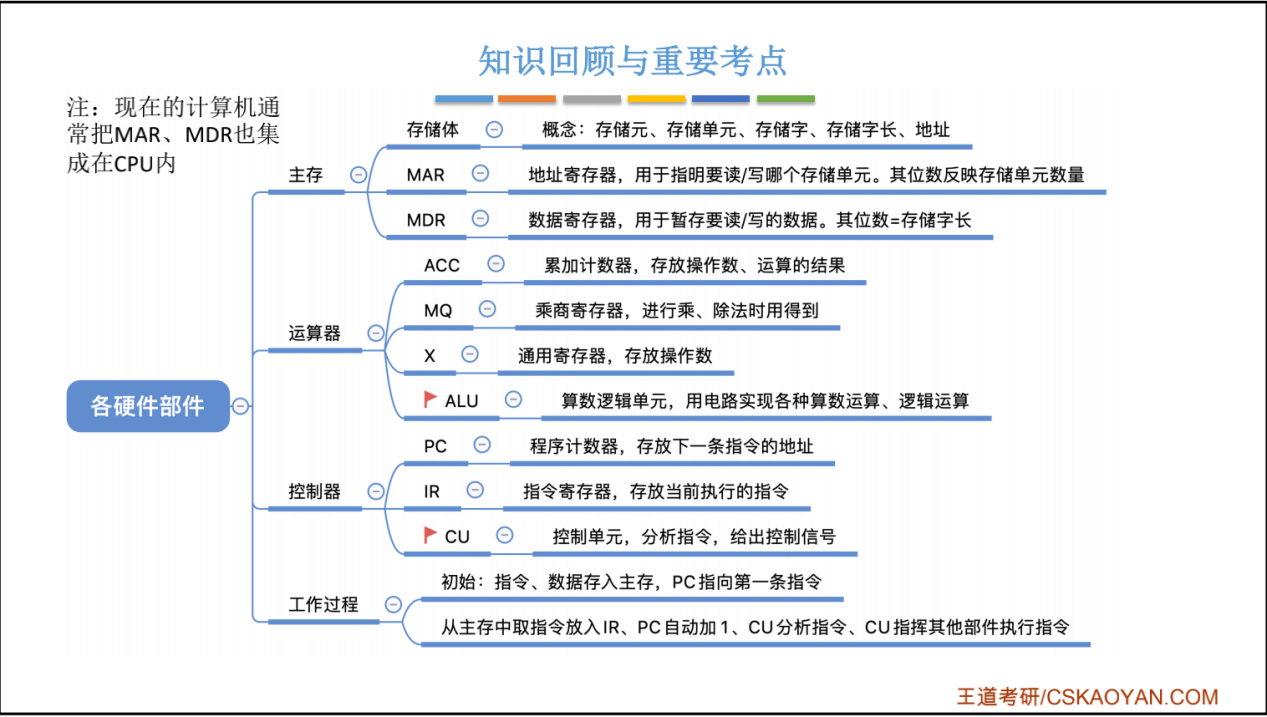 知识回顾与重要考点
注：现在的计算机通
常把MAR、MDR也集
成在CPU内
各硬件部件
主存
存储体
概念：存储元、存储单元、存储字、存储字长、地址
MAR
地址寄存器，用于指明要读/写哪个存储单元。其位数反映存储单元数量
MDR
数据寄存器，用于暂存要读/写的数据。其位数=存储字长
运算器
ACC
累加计数器，存放操作数、运算的结果
MQ
乘商寄存器，进行乘、除法时用得到
X
通用寄存器，存放操作数
ALU
算数逻辑单元，用电路实现各种算数运算、逻辑运算
控制器
PC
程序计数器，存放下一条指令的地址
IR
指令寄存器，存放当前执行的指令
CU
控制单元，分析指令，给出控制信号
工作过程
初始：指令、数据存入主存，PC指向第一条指令
从主存中取指令放入IR、PC自动加1、CU分析指令、CU指挥其他部件执行指令
王道考研/CSKAOYAN.COM